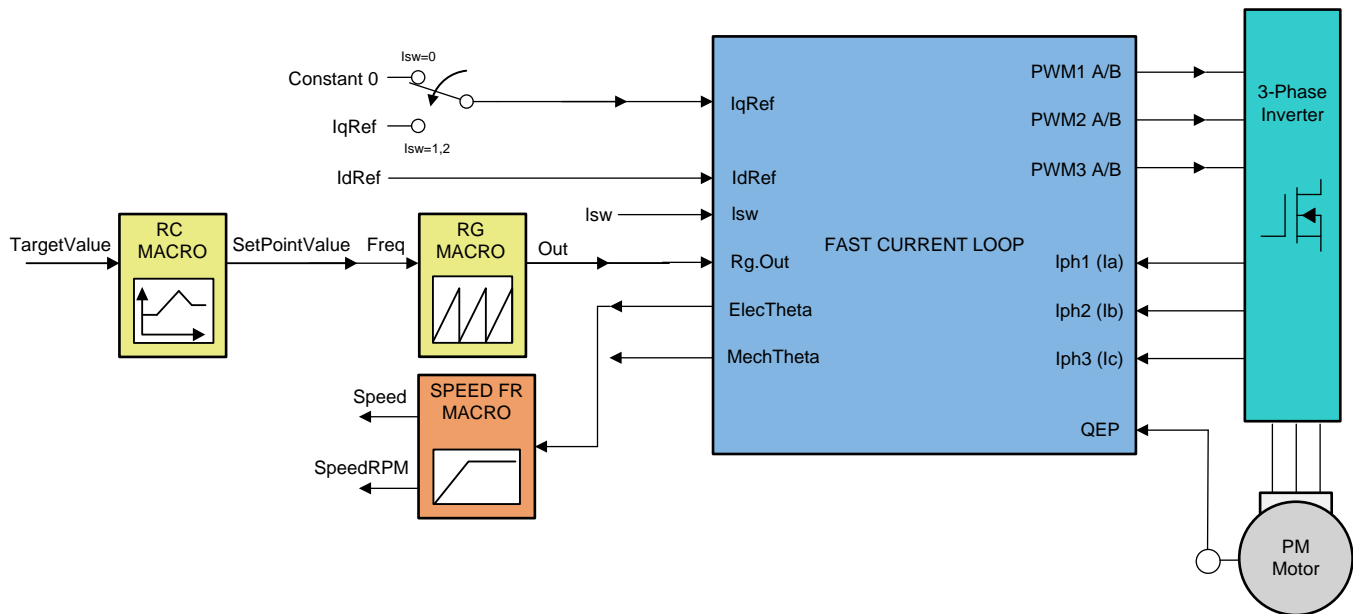 Isw=0
Constant 0
IqRef
Isw=1,2
IdRef
Isw
TargetValue
RC
MACRO
SetPointValue
Freq
RG
MACRO
Out
Speed
SpeedRPM
SPEED FR
MACRO
IqRef
IdRef
Isw
Rg.Out
ElecTheta
MechTheta
FAST CURRENT LOOP
PWM1 A/B
PWM2 A/B
PWM3 A/B
Iph1 (Ia)
Iph2 (Ib)
Iph3 (Ic)
QEP
3-Phase
Inverter
PM
Motor